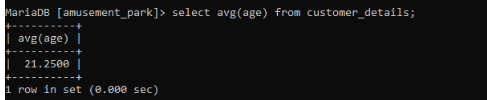 MariaDB [amusement_park]> select avg(age) from customer_details;
+----------+
| avg(age) |
+----------+
|  21.2500 |
+----------+
1 row in set (0.000 sec)